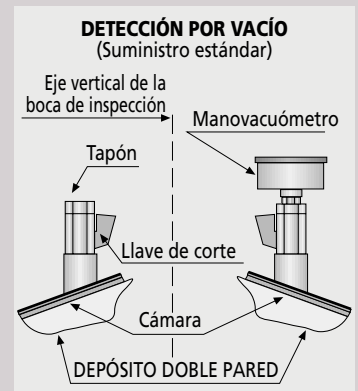 DETECCIÓN POR VACÍO
(Suministro estándar)
Eje vertical de la
boca de inspección
Manovacuómetro
Tapón
Llave de corte
Cámara
DEPÓSITO DOBLE PARED